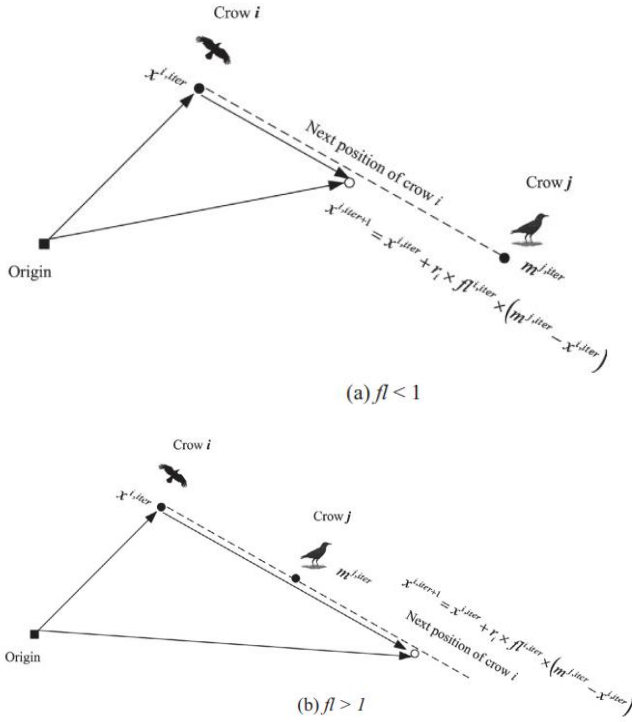 Crow i
x^{i,iter}
Next position of crow i
Crow j
m^{j,iter}
Origin
x^{i,iter+1} = x^{i,iter} + r_i × fl^{i,iter} × (m^{j,iter} − x^{i,iter})
(a) fl < 1
Crow i
x^{i,iter}
Crow j
m^{j,iter}
x^{i,iter+1} = x^{i,iter} + r_i × fl^{i,iter} × (m^{j,iter} − x^{i,iter})
Next position of crow i
Origin
(b) fl > 1